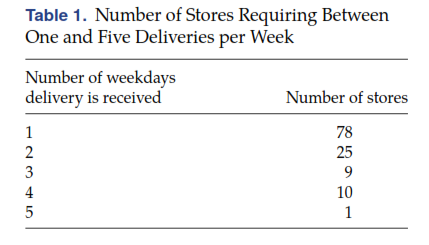 Table 1. Number of Stores Requiring Between
One and Five Deliveries per Week
Number of weekdays
delivery is received Number of stores
1 78
2 25
3 9
4 10
5 1